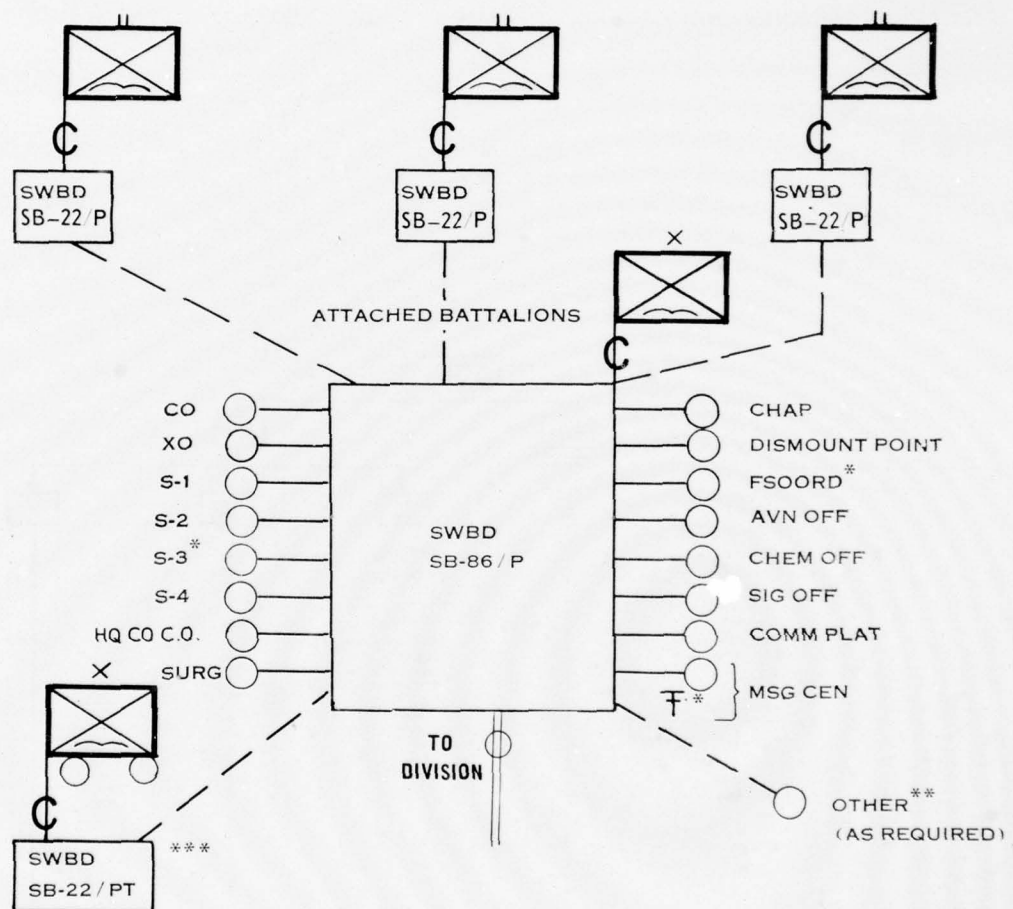 SWBD
SB-22/P
SWBD
SB-22/P
SWBD
SB-22/P
ATTACHED BATTALIONS
CO
XO
S-1
S-2
S-3*
S-4
HQ CO C.O.
SURG
SWBD
SB-86/P
CHAP
DISMOUNT POINT
FSOORD*
AVN OFF
CHEM OFF
SIG OFF
COMM PLAT
MSG CEN
*
TO
DIVISION
OTHER**
(AS REQUIRED)
***
SWBD
SB-22/PT